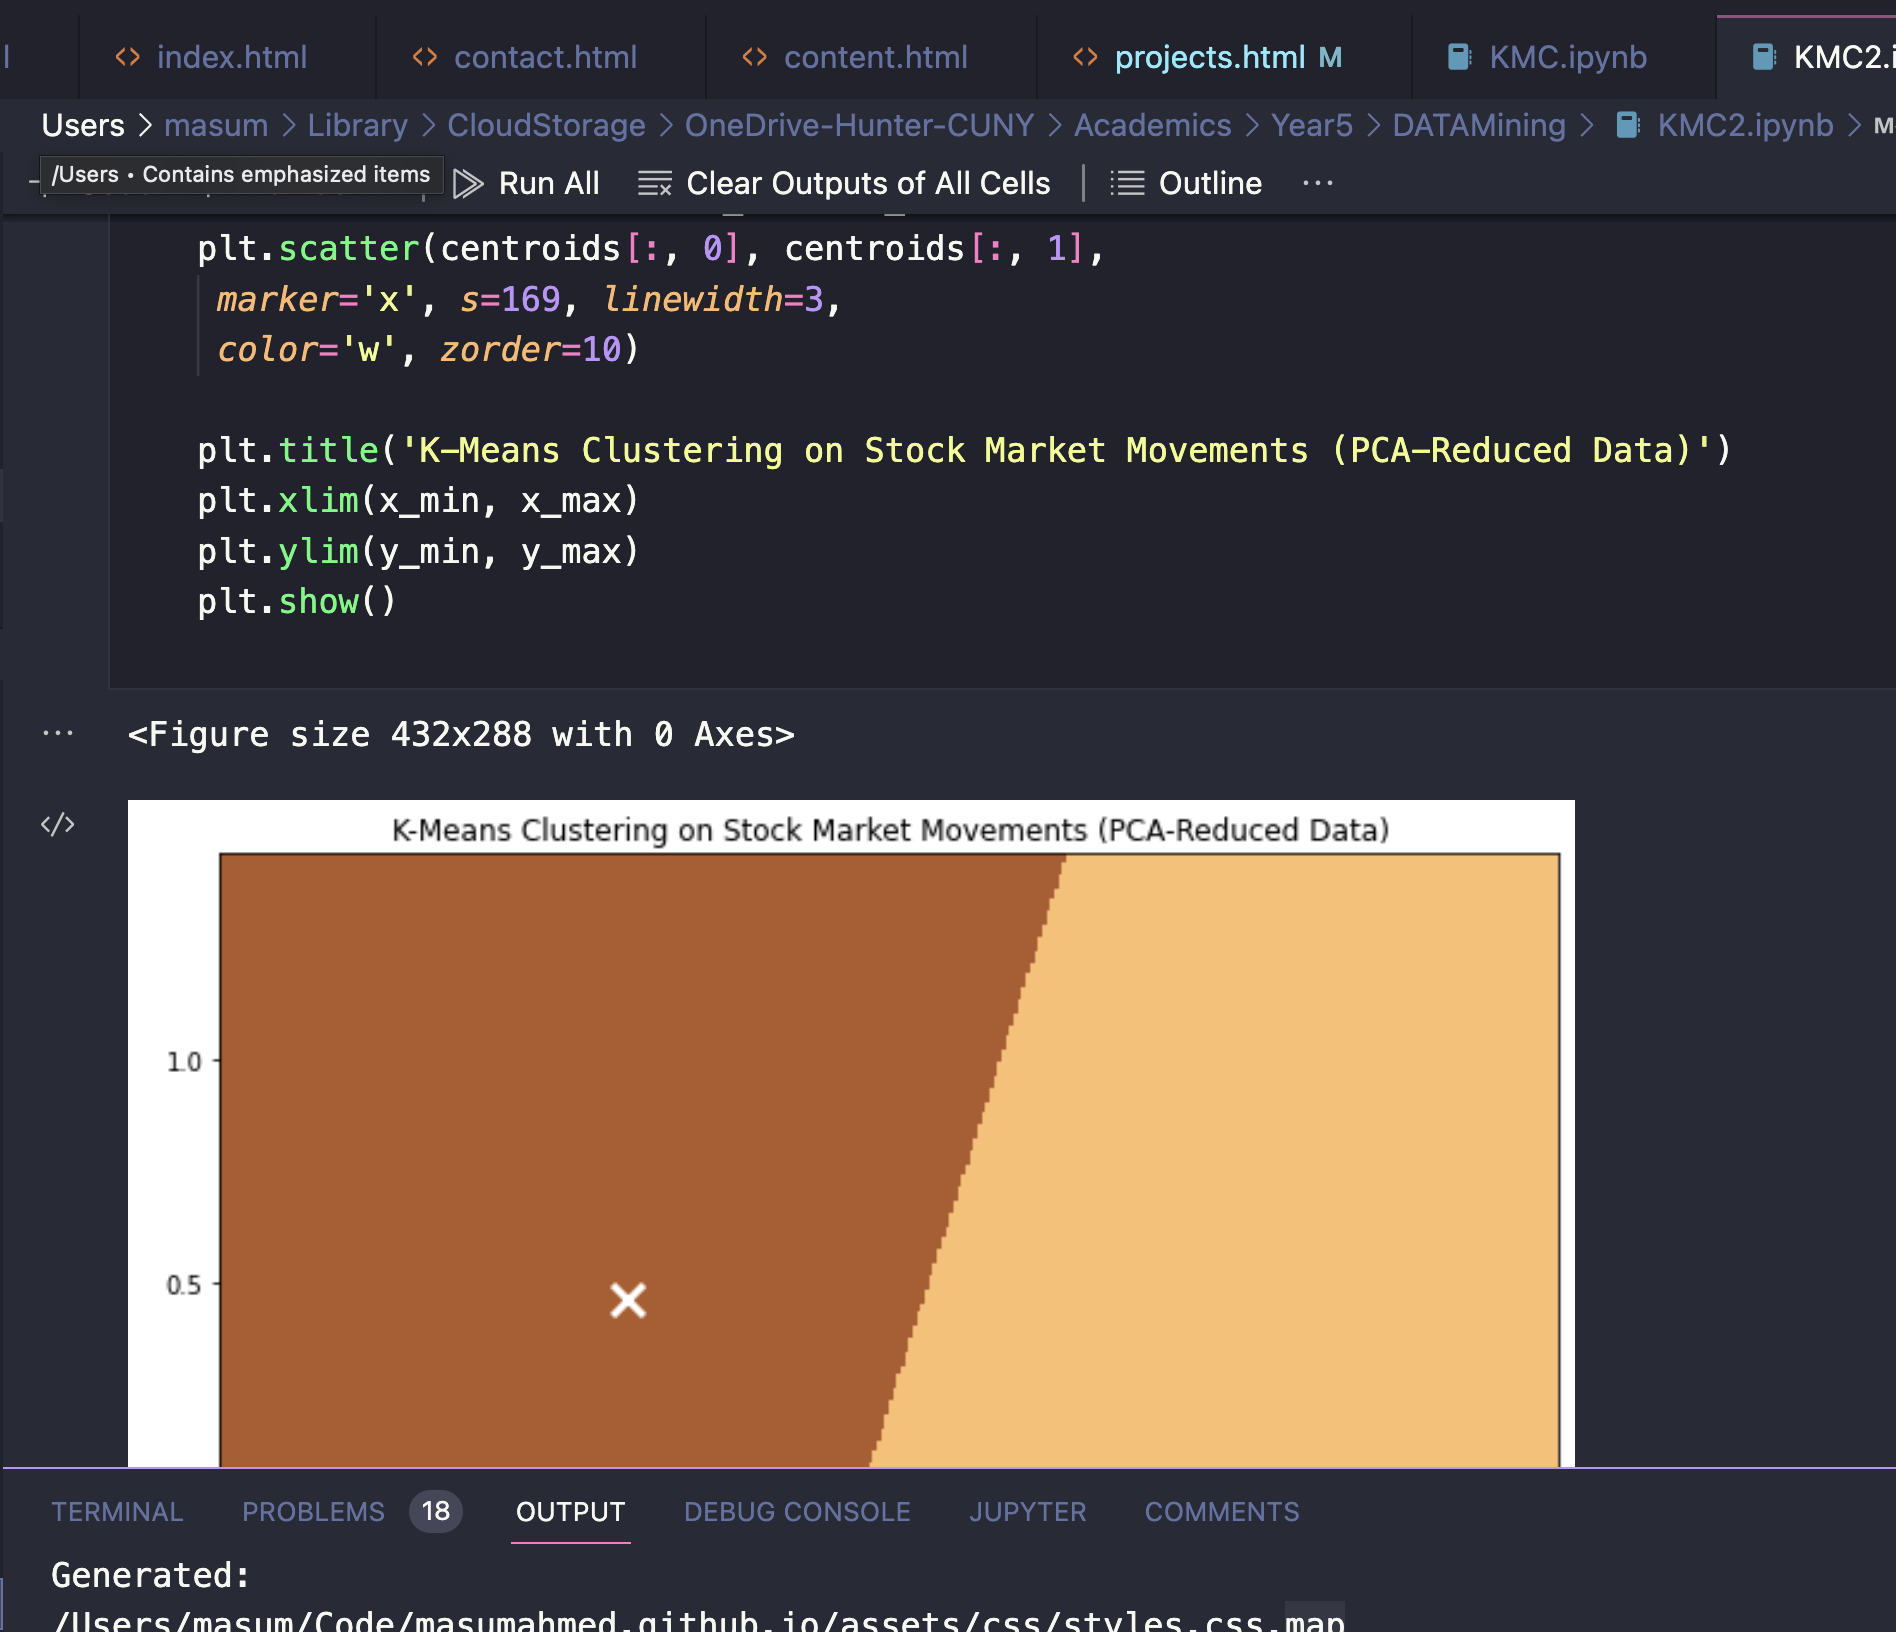 index.html contact.html content.html projects.html M KMC.ipynb KMC2.i
Users > masum > Library > CloudStorage > OneDrive-Hunter-CUNY > Academics > Year5 > DATAMining > KMC2.ipynb > M
/Users • Contains emphasized items Run All Clear Outputs of All Cells Outline ...
plt.scatter(centroids[:, 0], centroids[:, 1],
marker='x', s=169, linewidth=3,
color='w', zorder=10)
plt.title('K-Means Clustering on Stock Market Movements (PCA-Reduced Data)')
plt.xlim(x_min, x_max)
plt.ylim(y_min, y_max)
plt.show()
... <Figure size 432x288 with 0 Axes>
K-Means Clustering on Stock Market Movements (PCA-Reduced Data)
1.0
0.5
TERMINAL PROBLEMS 18 OUTPUT DEBUG CONSOLE JUPYTER COMMENTS
Generated:
/Users/masum/Code/masumahmed.github.io/assets/css/styles.css.map